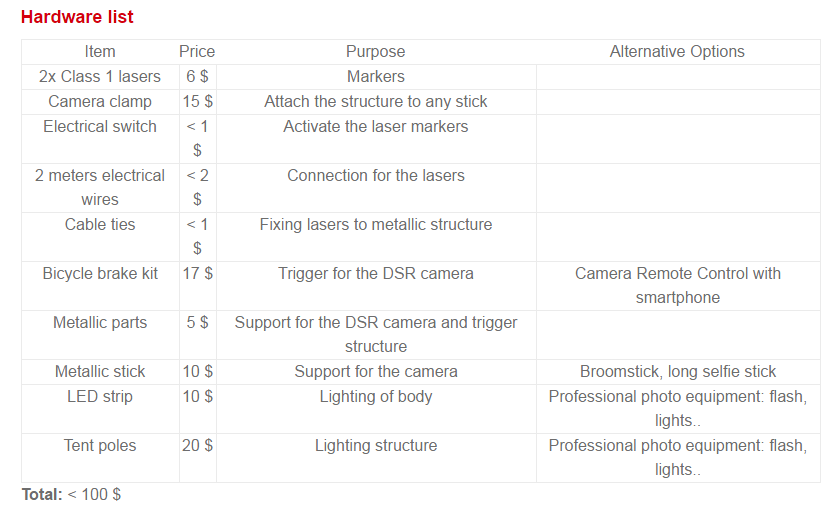 Hardware list
Item Price Purpose Alternative Options
2x Class 1 lasers 6 $ Markers
Camera clamp 15 $ Attach the structure to any stick
Electrical switch < 1 $ Activate the laser markers
2 meters electrical wires < 2 $ Connection for the lasers
Cable ties < 1 $ Fixing lasers to metallic structure
Bicycle brake kit 17 $ Trigger for the DSR camera Camera Remote Control with smartphone
Metallic parts 5 $ Support for the DSR camera and trigger structure
Metallic stick 10 $ Support for the camera Broomstick, long selfie stick
LED strip 10 $ Lighting of body Professional photo equipment: flash, lights..
Tent poles 20 $ Lighting structure Professional photo equipment: flash, lights..
Total: < 100 $